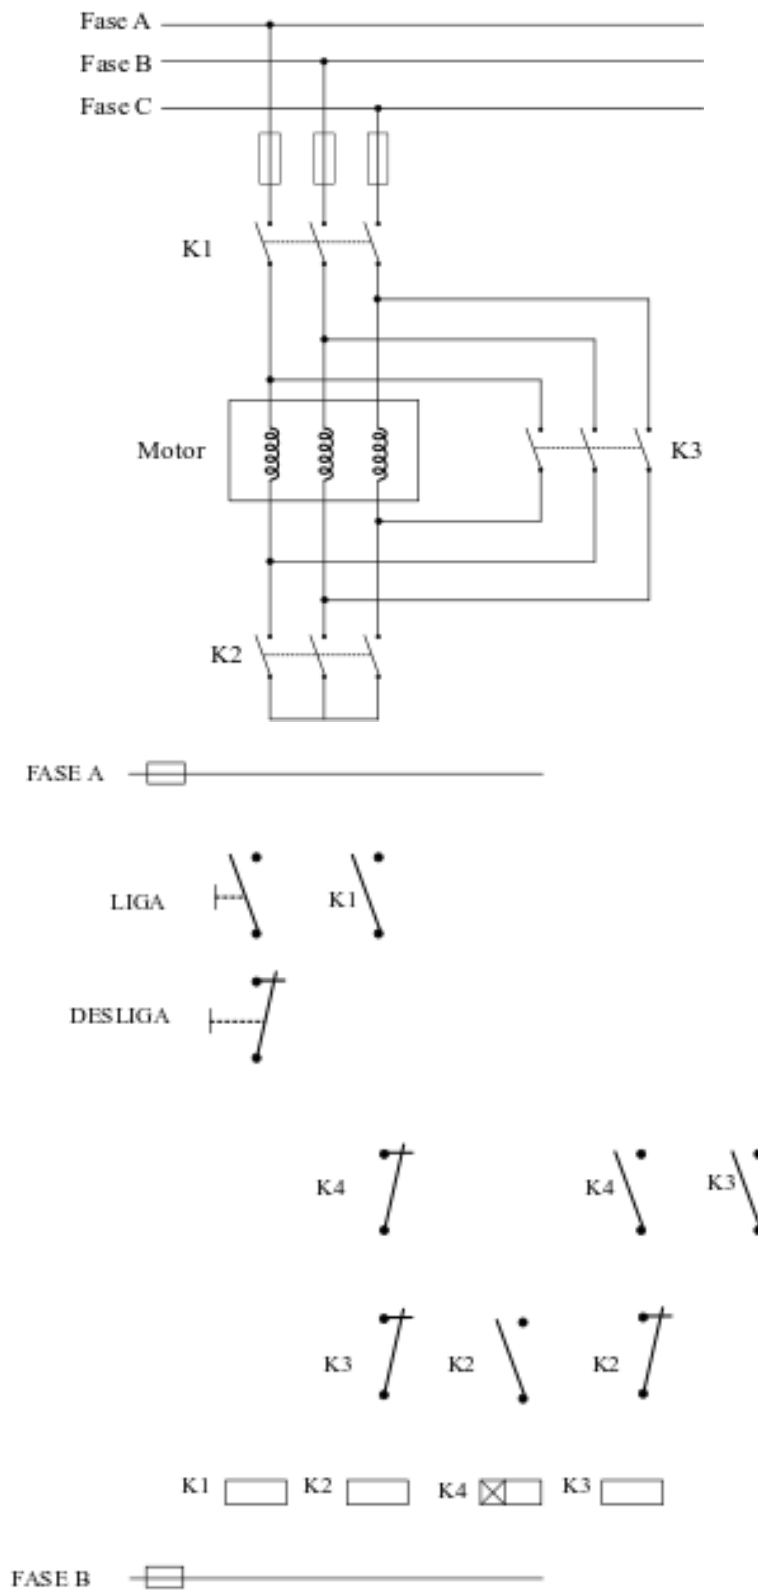 Fase A
Fase B
Fase C
K1
Motor
K3
K2
FASE A
LIGA
K1
DESLIGA
K4
K4
K3
K3
K2
K2
K1
K2
K4
K3
FASE B